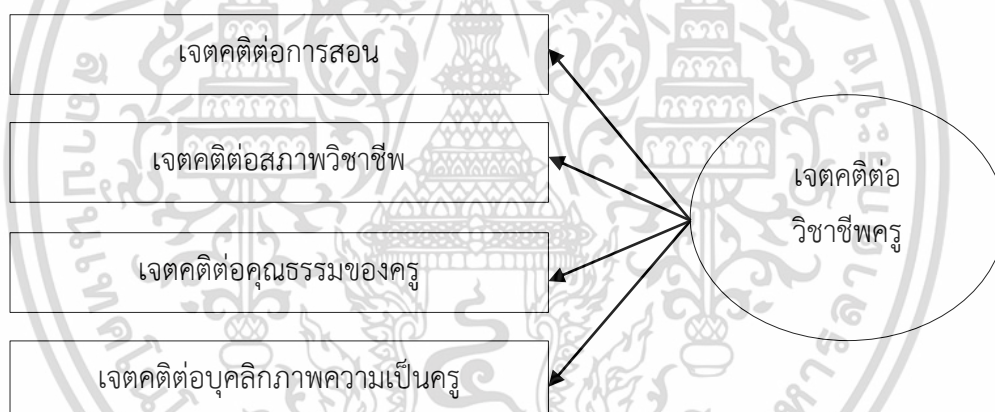 เจตคติต่อการสอน
เจตคติต่อสภาพวิชาชีพ
เจตคติต่อคุณธรรมของครู
เจตคติต่อบุคลิกภาพความเป็นครู
เจตคติต่อ
วิชาชีพครู